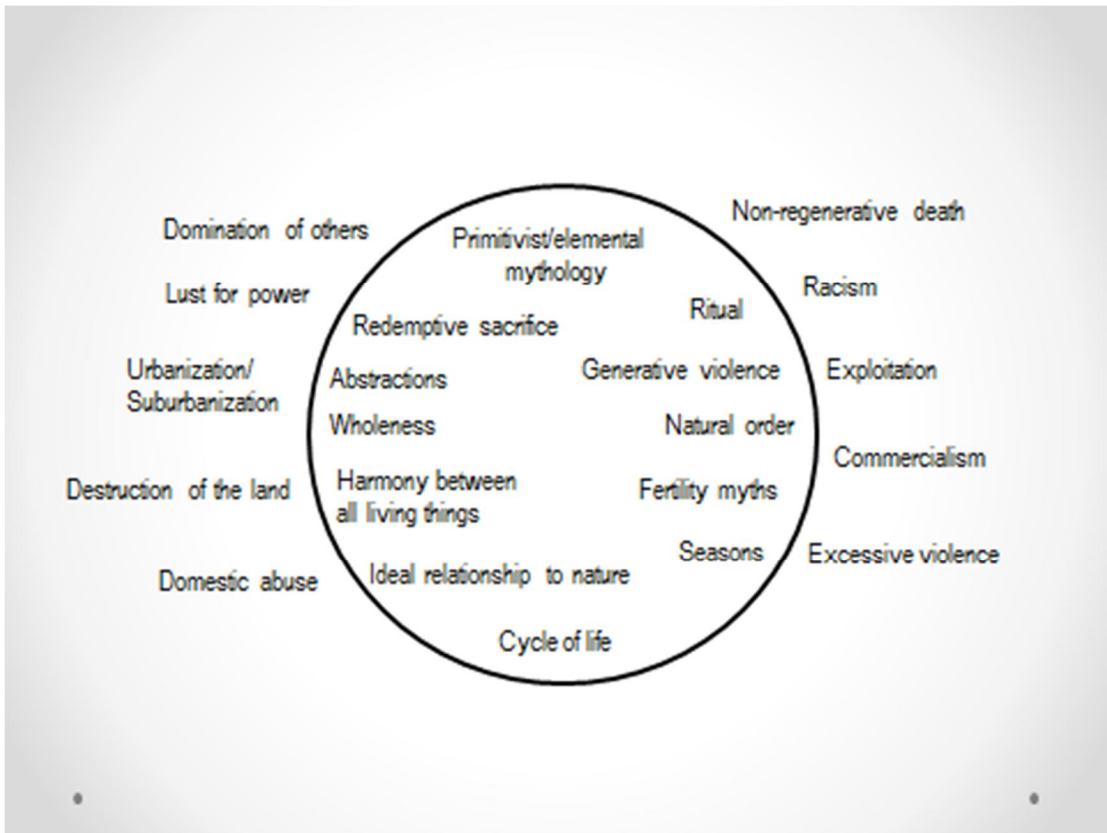 Non-regenerative death
Domination of others
Primitivist/elemental
mythology
Racism
Lust for power
Ritual
Redemptive sacrifice
Urbanization/
Suburbanization
Abstractions
Generative violence
Exploitation
Wholeness
Natural order
Commercialism
Destruction of the land
Harmony between
all living things
Fertility myths
Seasons
Excessive violence
Domestic abuse
Ideal relationship to nature
Cycle of life